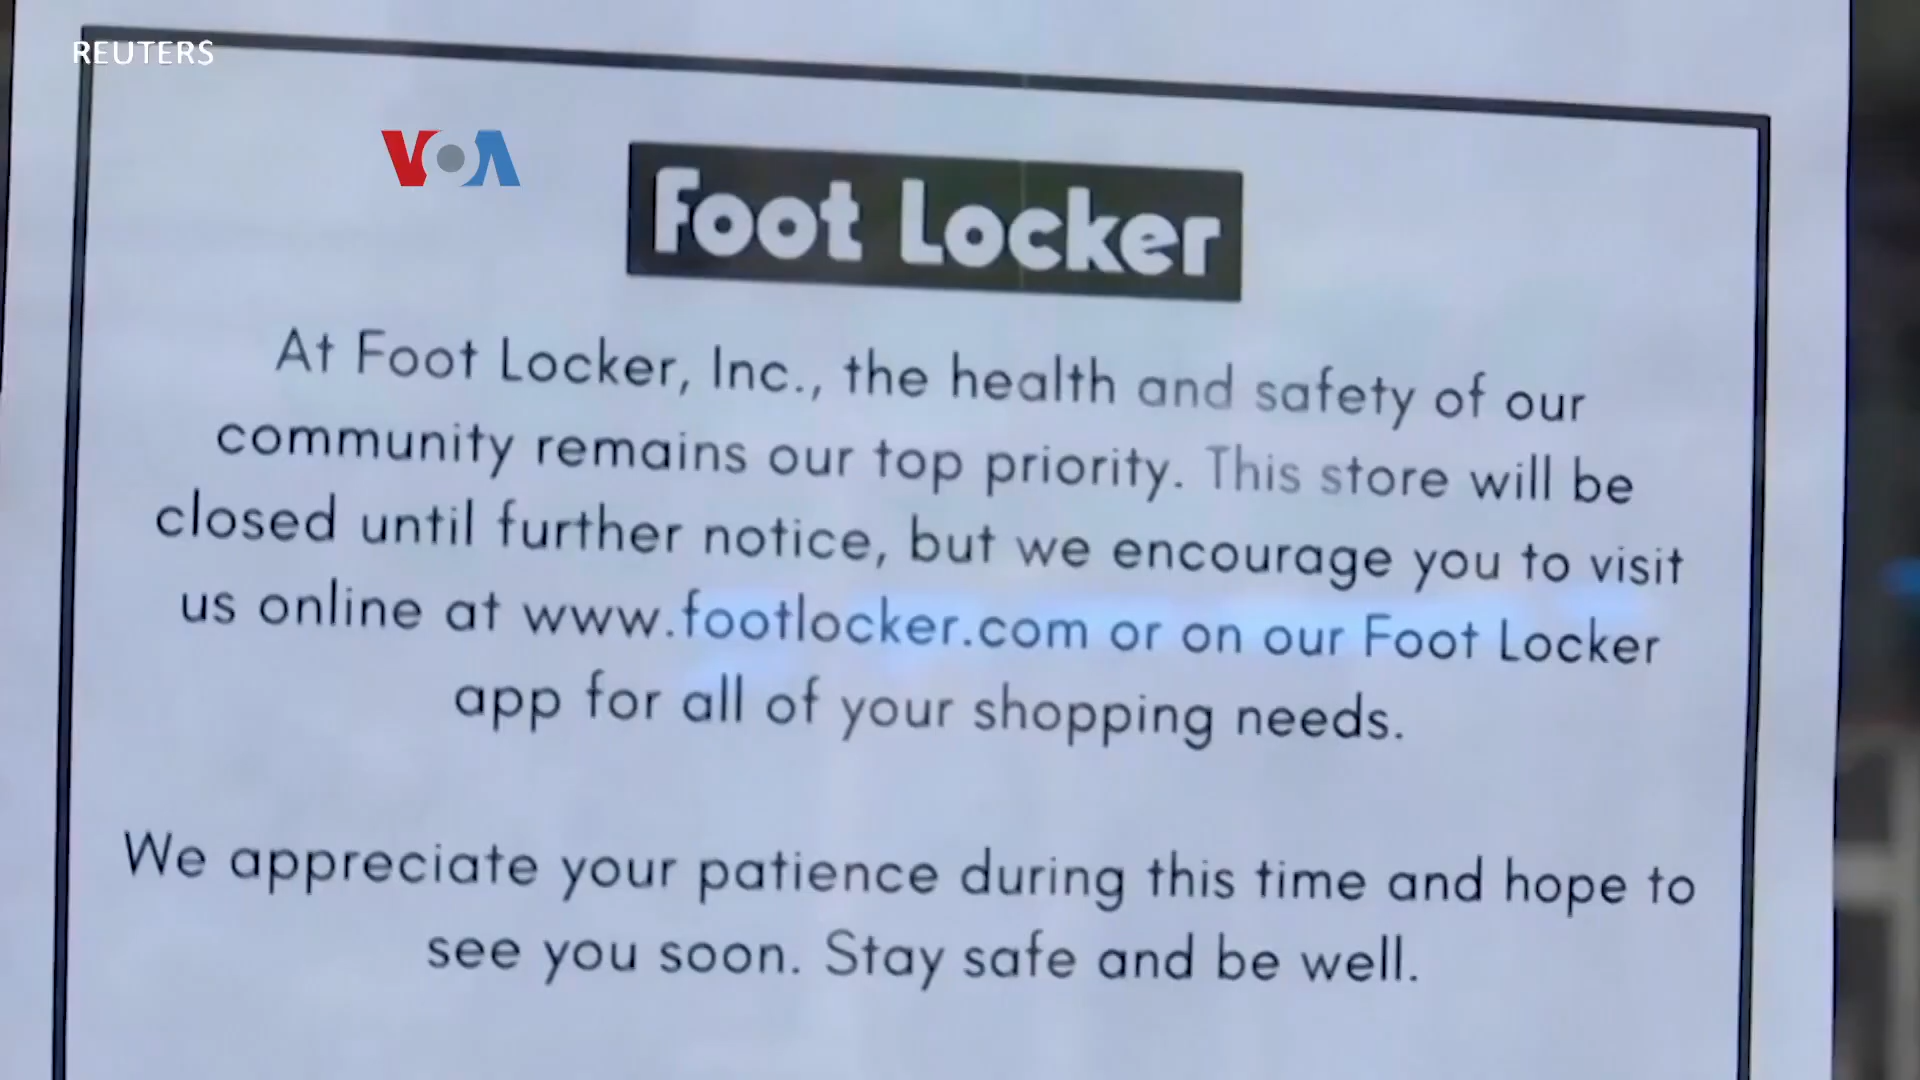 REUTERS
VOA
Foot Locker
At Foot Locker, Inc., the health and safety of our
community remains our top priority. This store will be
closed until further notice, but we encourage you to visit
us online at www.footlocker.com or on our Foot Locker
app for all of your shopping needs.
We appreciate your patience during this time and hope to
see you soon. Stay safe and be well.